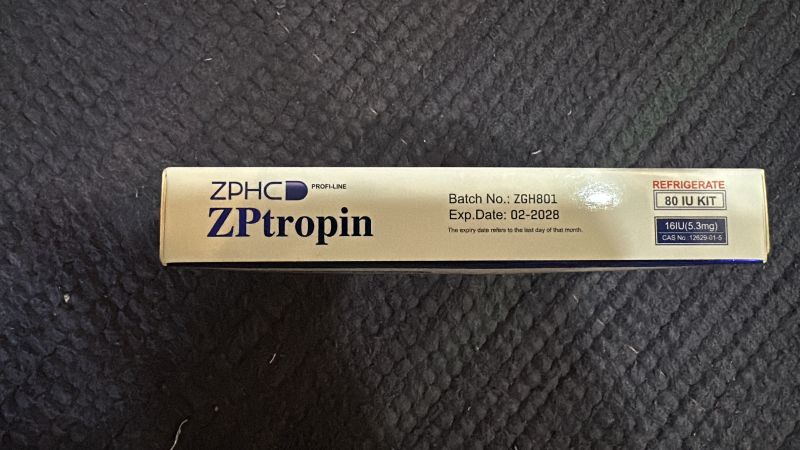 ZPHC PROFI-LINE
ZPtropin
Batch No.: ZGH801
Exp.Date: 02-2028
The expiry date refers to the last day of that month.
REFRIGERATE
80 IU KIT
16IU(5.3mg)
CAS No :12629-01-5